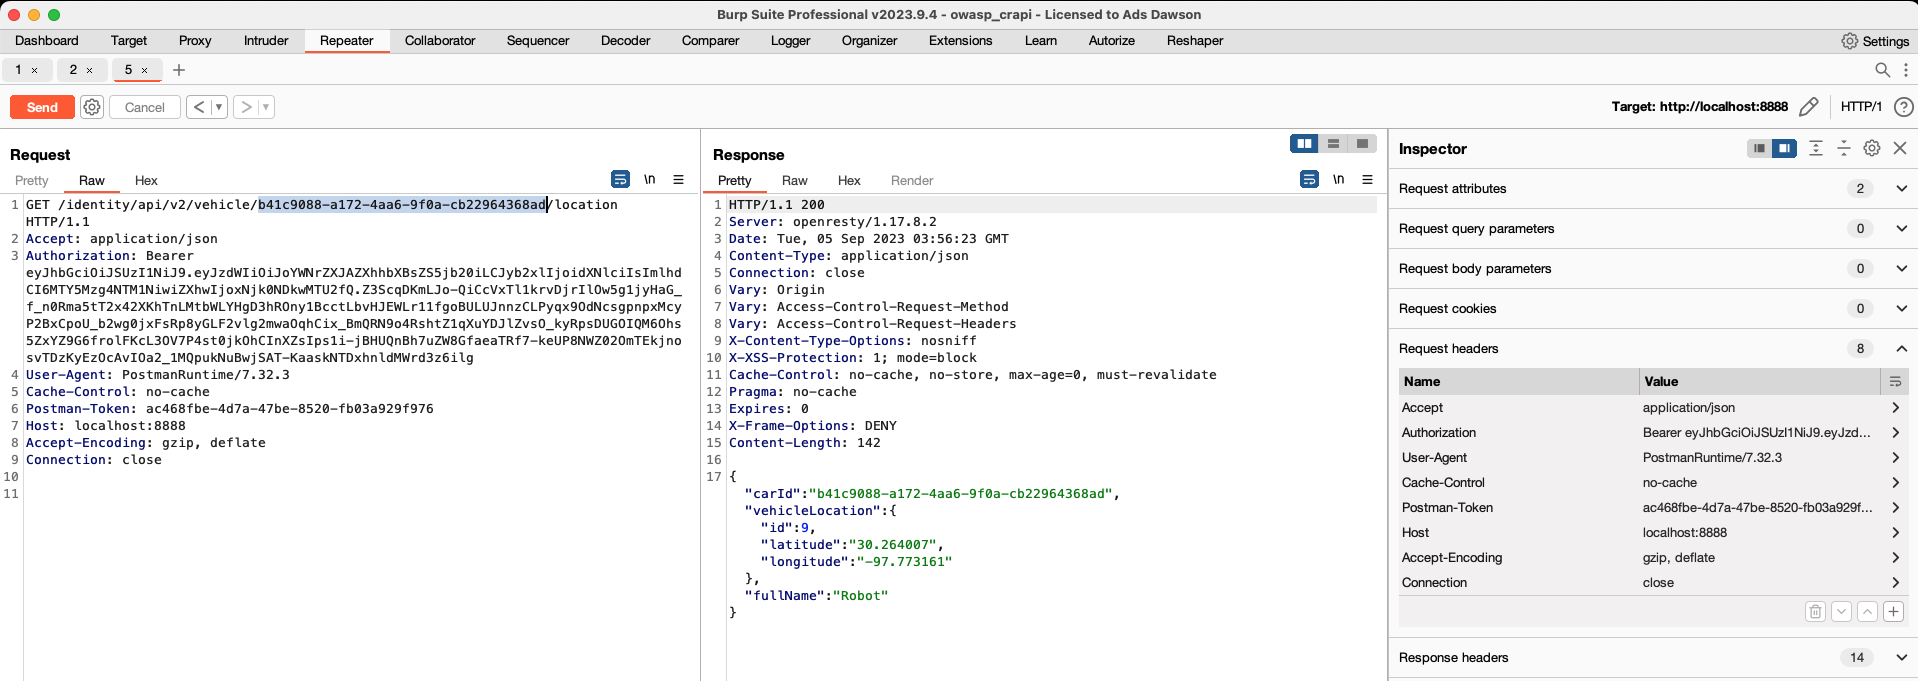 Burp Suite Professional v2023.9.4 - owasp_crapi - Licensed to Ads Dawson
Dashboard Target Proxy Intruder Repeater Collaborator Sequencer Decoder Comparer Logger Organizer Extensions Learn Autorize Reshaper Settings
1 × 2 × 5 × +
Send Cancel < > Target: http://localhost:8888 HTTP/1 ?
Request
Pretty Raw Hex \n
1 GET /identity/api/v2/vehicle/b41c9088-a172-4aa6-9f0a-cb22964368ad/location
HTTP/1.1
2 Accept: application/json
3 Authorization: Bearer
eyJhbGciOiJSUzI1NiJ9.eyJzdWIiOiJoYWNrZXJAZXhhbXBsZS5jb20iLCJyb2xlIjoidXNlciIsImlhd
CI6MTY5Mzg4NTM1NiwiZXhwIjoxNjk0NDkwMTU2fQ.Z3ScqDKmLJo-QiCcVxTl1krvDjrIlOw5g1jyHaG_
f_n0Rma5tT2x42XKhTnLMtbWLYHgD3hROny1BcctLbvHJEWLr11fgoBULUJnnzCLPyqx9OdNcsgpnpxMcy
P2BxCpoU_b2wg0jxFsRp8yGLF2vlg2mwaOqhCix_BmQRN9o4RshtZ1qXuYDJlZvsO_kyRpsDUGOIQM6Ohs
5ZxYZ9G6frolFKcL3OV7P4st0jkOhCInXZsIps1i-jBHUQnBh7uZW8GfaeaTRf7-keUP8NWZ02OmTEkjno
svTDzKyEzOcAvIOa2_1MQpukNuBwjSAT-KaaskNTDxhnldMWrd3z6ilg
4 User-Agent: PostmanRuntime/7.32.3
5 Cache-Control: no-cache
6 Postman-Token: ac468fbe-4d7a-47be-8520-fb03a929f976
7 Host: localhost:8888
8 Accept-Encoding: gzip, deflate
9 Connection: close
10
11
Response
Pretty Raw Hex Render \n
1 HTTP/1.1 200
2 Server: openresty/1.17.8.2
3 Date: Tue, 05 Sep 2023 03:56:23 GMT
4 Content-Type: application/json
5 Connection: close
6 Vary: Origin
7 Vary: Access-Control-Request-Method
8 Vary: Access-Control-Request-Headers
9 X-Content-Type-Options: nosniff
10 X-XSS-Protection: 1; mode=block
11 Cache-Control: no-cache, no-store, max-age=0, must-revalidate
12 Pragma: no-cache
13 Expires: 0
14 X-Frame-Options: DENY
15 Content-Length: 142
16
17 {
"carId":"b41c9088-a172-4aa6-9f0a-cb22964368ad",
"vehicleLocation":{
"id":9,
"latitude":"30.264007",
"longitude":"-97.773161"
},
"fullName":"Robot"
}
Inspector
Request attributes 2
Request query parameters 0
Request body parameters 0
Request cookies 0
Request headers 8
Name Value
Accept application/json
Authorization Bearer eyJhbGciOiJSUzI1NiJ9.eyJzd...
User-Agent PostmanRuntime/7.32.3
Cache-Control no-cache
Postman-Token ac468fbe-4d7a-47be-8520-fb03a929f...
Host localhost:8888
Accept-Encoding gzip, deflate
Connection close
Response headers 14